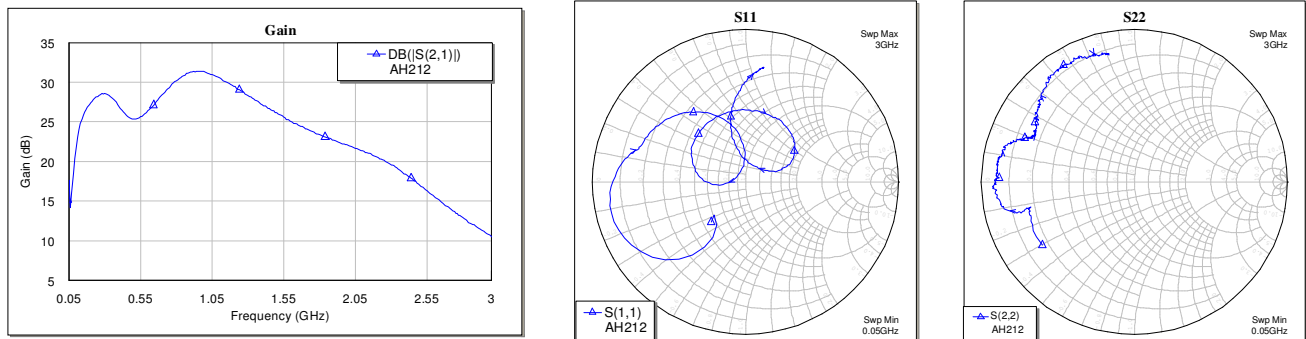 Gain
DB(|S(2,1)|)
AH212
35
30
25
20
15
10
5
Gain (dB)
0.05
0.55
1.05
1.55
2.05
2.55
3
Frequency (GHz)
S11
Swp Max
3GHz
S(1,1)
AH212
Swp Min
0.05GHz
S22
Swp Max
3GHz
S(2,2)
AH212
Swp Min
0.05GHz